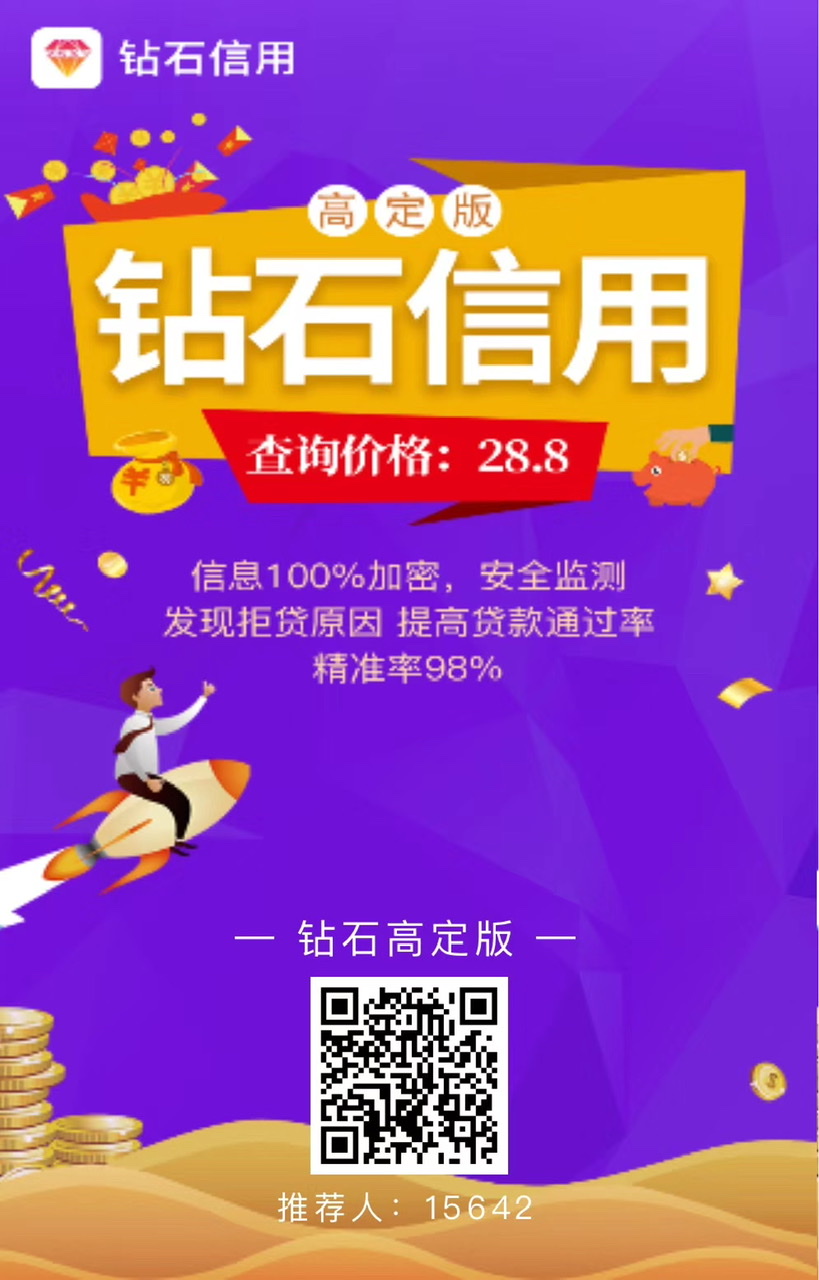 钻石信用
高定版
钻石信用
查询价格：28.8
信息100%加密，安全监测
发现拒贷原因 提高贷款通过率
精准率98%
— 钻石高定版 —
推荐人：15642